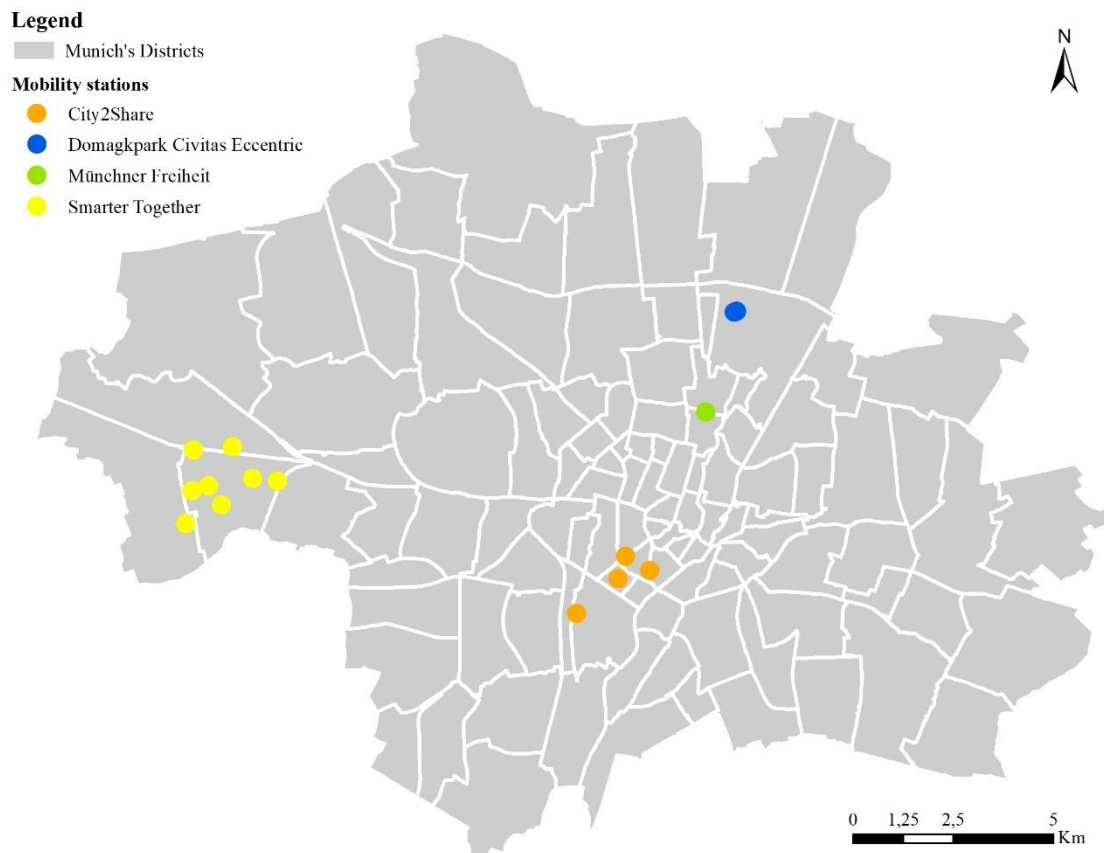 Legend
Munich's Districts
Mobility stations
City2Share
Domagkpark Civitas Eccentric
Münchner Freiheit
Smarter Together
N
0 1,25 2,5 5
Km